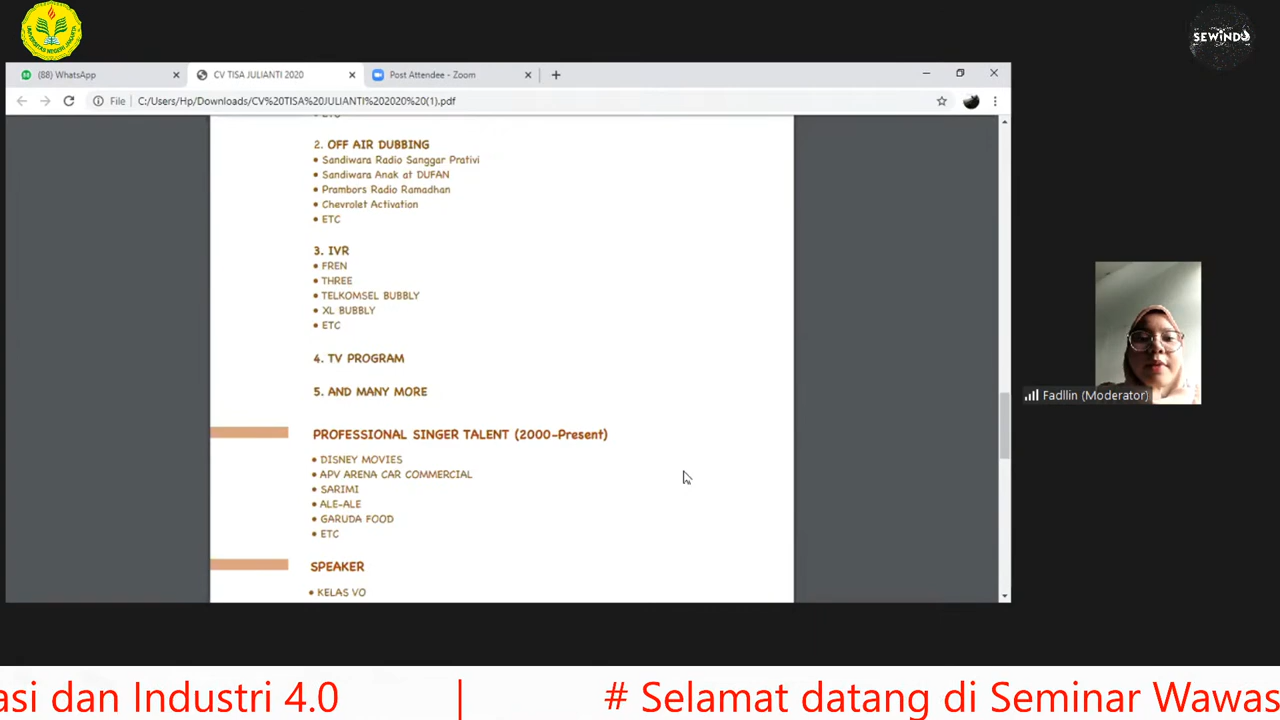 UNIVERSITAS NEGERI JAKARTA
SEWINDU
(88) WhatsApp
CV TISA JULIANTI 2020
Post Attendee - Zoom
File
C:/Users/Hp/Downloads/CV%20TISA%20JULIANTI%202020%20(1).pdf
• ETC
2. OFF AIR DUBBING
• Sandiwara Radio Sanggar Prativi
• Sandiwara Anak at DUFAN
• Prambors Radio Ramadhan
• Chevrolet Activation
• ETC
3. IVR
• FREN
• THREE
• TELKOMSEL BUBBLY
• XL BUBBLY
• ETC
4. TV PROGRAM
5. AND MANY MORE
PROFESSIONAL SINGER TALENT (2000-Present)
• DISNEY MOVIES
• APV ARENA CAR COMMERCIAL
• SARIMI
• ALE-ALE
• GARUDA FOOD
• ETC
SPEAKER
• KELAS VO
Fadllin (Moderator)
asi dan Industri 4.0 | # Selamat datang di Seminar Wawas